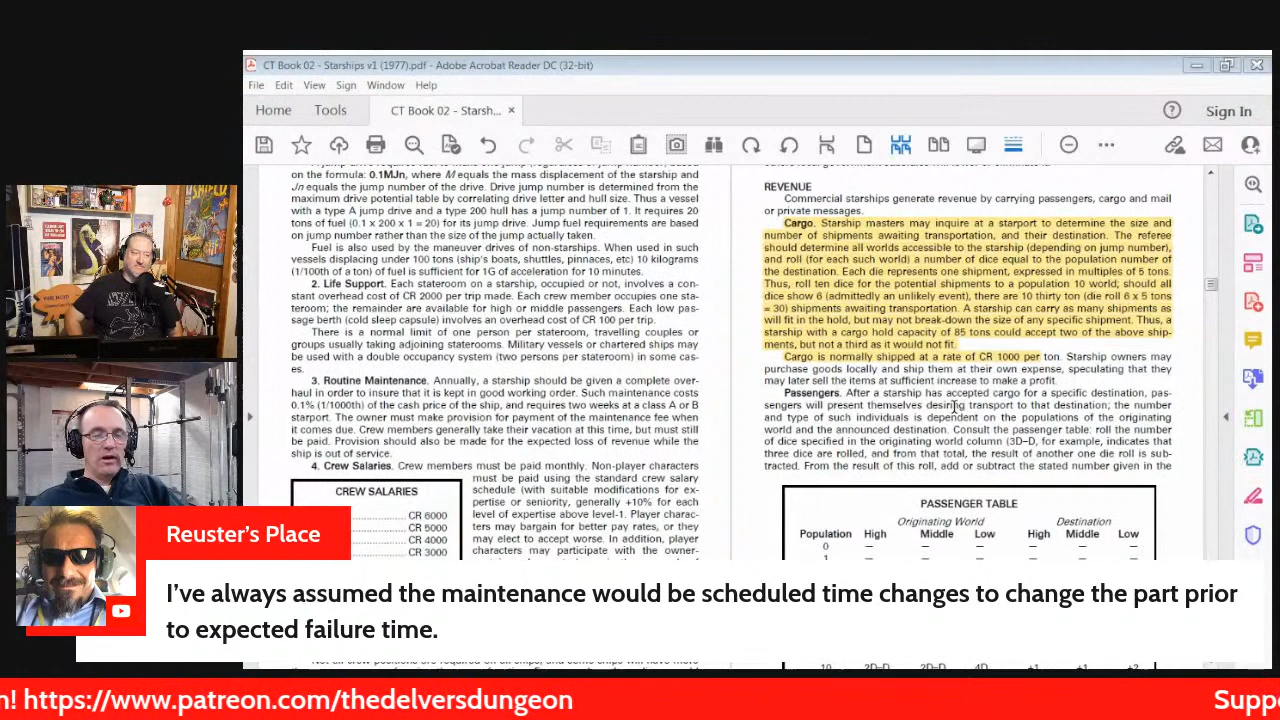 CT Book 02 - Starships v1 (1977).pdf - Adobe Acrobat Reader DC (32-bit)
File Edit View Sign Window Help
Home Tools CT Book 02 - Starsh... × Sign In
on the formula: 0.1MJn, where M equals the mass displacement of the starship and
Jn equals the jump number of the drive. Drive jump number is determined from the
maximum drive potential table by correlating drive letter and hull size. Thus a vessel
with a type A jump drive and a type 200 hull has a jump number of 1. It requires 20
tons of fuel (0.1 x 200 x 1 = 20) for its jump drive. Jump fuel requirements are based
on jump number rather than the size of the jump actually taken.
Fuel is also used by the maneuver drives of non-starships. When used in such
vessels displacing under 100 tons (ship's boats, shuttles, pinnaces, etc) 10 kilograms
(1/100th of a ton) of fuel is sufficient for 1G of acceleration for 10 minutes.
2. Life Support. Each stateroom on a starship, occupied or not, involves a con-
stant overhead cost of CR 2000 per trip made. Each crew member occupies one sta-
teroom; the remainder are available for high or middle passengers. Each low pas-
sage berth (cold sleep capsule) involves an overhead cost of CR 100 per trip.
There is a normal limit of one person per stateroom, travelling couples or
groups usually taking adjoining staterooms. Military vessels or chartered ships may
be used with a double occupancy system (two persons per stateroom) in some cas-
es.
3. Routine Maintenance. Annually, a starship should be given a complete over-
haul in order to insure that it is kept in good working order. Such maintenance costs
0.1% (1/1000th) of the cash price of the ship, and requires two weeks at a class A or B
starport. The owner must make provision for payment of the maintenance fee when
it comes due. Crew members generally take their vacation at this time, but must still
be paid. Provision should also be made for the expected loss of revenue while the
ship is out of service.
4. Crew Salaries. Crew members must be paid monthly. Non-player characters
must be paid using the standard crew salary
schedule (with suitable modifications for ex-
pertise or seniority, generally +10% for each
level of expertise above level-1. Player charac-
ters may bargain for better pay rates, or they
may elect to accept worse. In addition, player
characters may participate with the owner-
CREW SALARIES
CR 6000
CR 5000
CR 4000
CR 3000
REVENUE
Commercial starships generate revenue by carrying passengers, cargo and mail
or private messages.
Cargo. Starship masters may inquire at a starport to determine the size and
number of shipments awaiting transportation, and their destination. The referee
should determine all worlds accessible to the starship (depending on jump number),
and roll (for each such world) a number of dice equal to the population number of
the destination. Each die represents one shipment, expressed in multiples of 5 tons.
Thus, roll ten dice for the potential shipments to a population 10 world; should all
dice show 6 (admittedly an unlikely event), there are 10 thirty ton (die roll 6 x 5 tons
= 30) shipments awaiting transportation. A starship can carry as many shipments as
will fit in the hold, but may not break-down the size of any specific shipment. Thus, a
starship with a cargo hold capacity of 85 tons could accept two of the above ship-
ments, but not a third as it would not fit.
Cargo is normally shipped at a rate of CR 1000 per ton. Starship owners may
purchase goods locally and ship them at their own expense, speculating that they
may later sell the items at sufficient increase to make a profit.
Passengers. After a starship has accepted cargo for a specific destination, pas-
sengers will present themselves desiring transport to that destination; the number
and type of such individuals is dependent on the populations of the originating
world and the announced destination. Consult the passenger table: roll the number
of dice specified in the originating world column (3D–D, for example, indicates that
three dice are rolled, and from that total, the result of another one die roll is sub-
tracted. From the result of this roll, add or subtract the stated number given in the
PASSENGER TABLE
Originating World Destination
Population High Middle Low High Middle Low
0 – – – – – –
Reuster's Place
I've always assumed the maintenance would be scheduled time changes to change the part prior
to expected failure time.
10 2D–D 2D–D 4D +1 +1 +2
m! https://www.patreon.com/thedelversdungeon Suppo